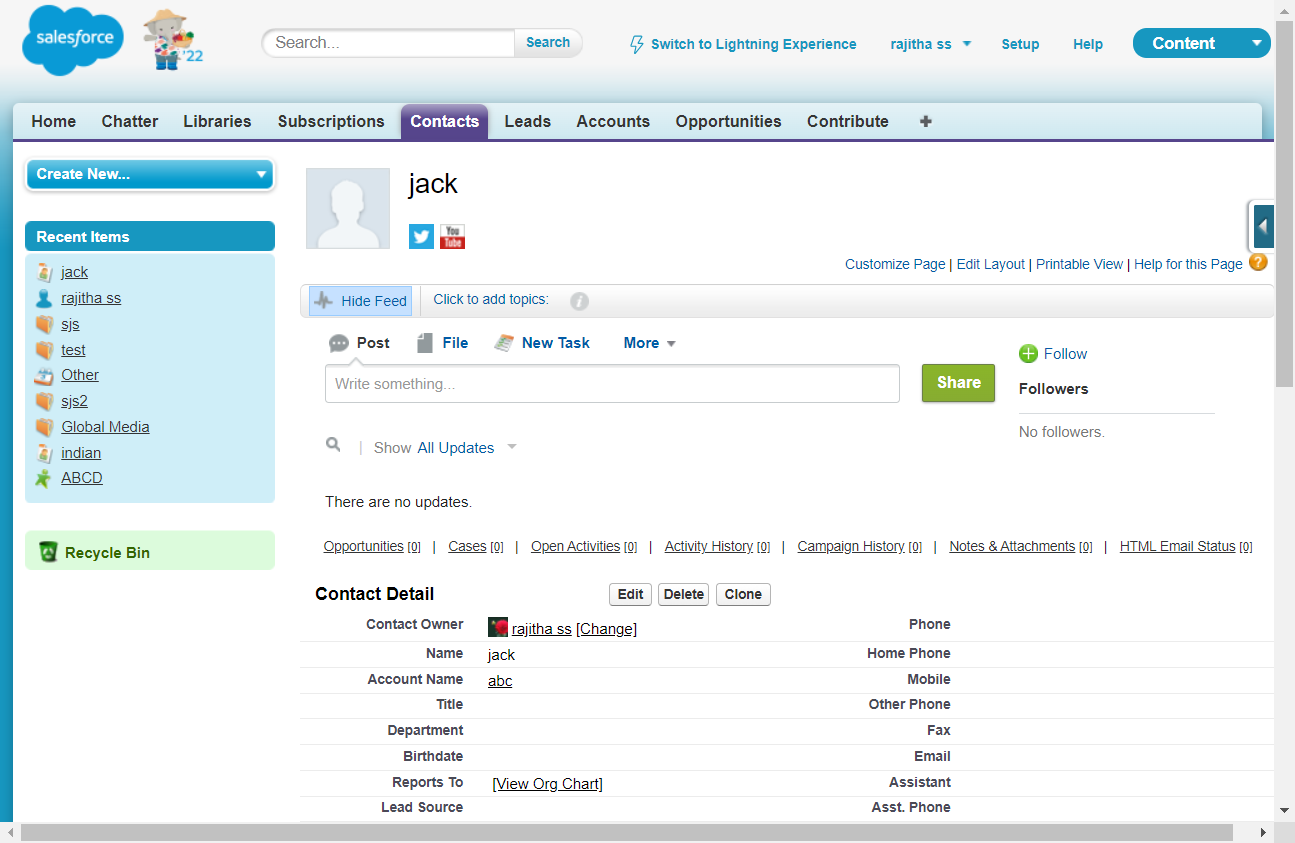 salesforce
'22
Search...
Search
Switch to Lightning Experience
rajitha ss
Setup
Help
Content
Home
Chatter
Libraries
Subscriptions
Contacts
Leads
Accounts
Opportunities
Contribute
+
Create New...
Recent Items
jack
rajitha ss
sjs
test
Other
sjs2
Global Media
indian
ABCD
Recycle Bin
jack
You
Tube
Customize Page | Edit Layout | Printable View | Help for this Page ?
Hide Feed
Click to add topics:
i
Post
File
New Task
More
Write something...
Share
Follow
Followers
No followers.
| Show All Updates
There are no updates.
Opportunities [0] | Cases [0] | Open Activities [0] | Activity History [0] | Campaign History [0] | Notes & Attachments [0] | HTML Email Status [0]
Contact Detail
Edit
Delete
Clone
Contact Owner rajitha ss [Change] Phone
Name jack Home Phone
Account Name abc Mobile
Title Other Phone
Department Fax
Birthdate Email
Reports To [View Org Chart] Assistant
Lead Source Asst. Phone